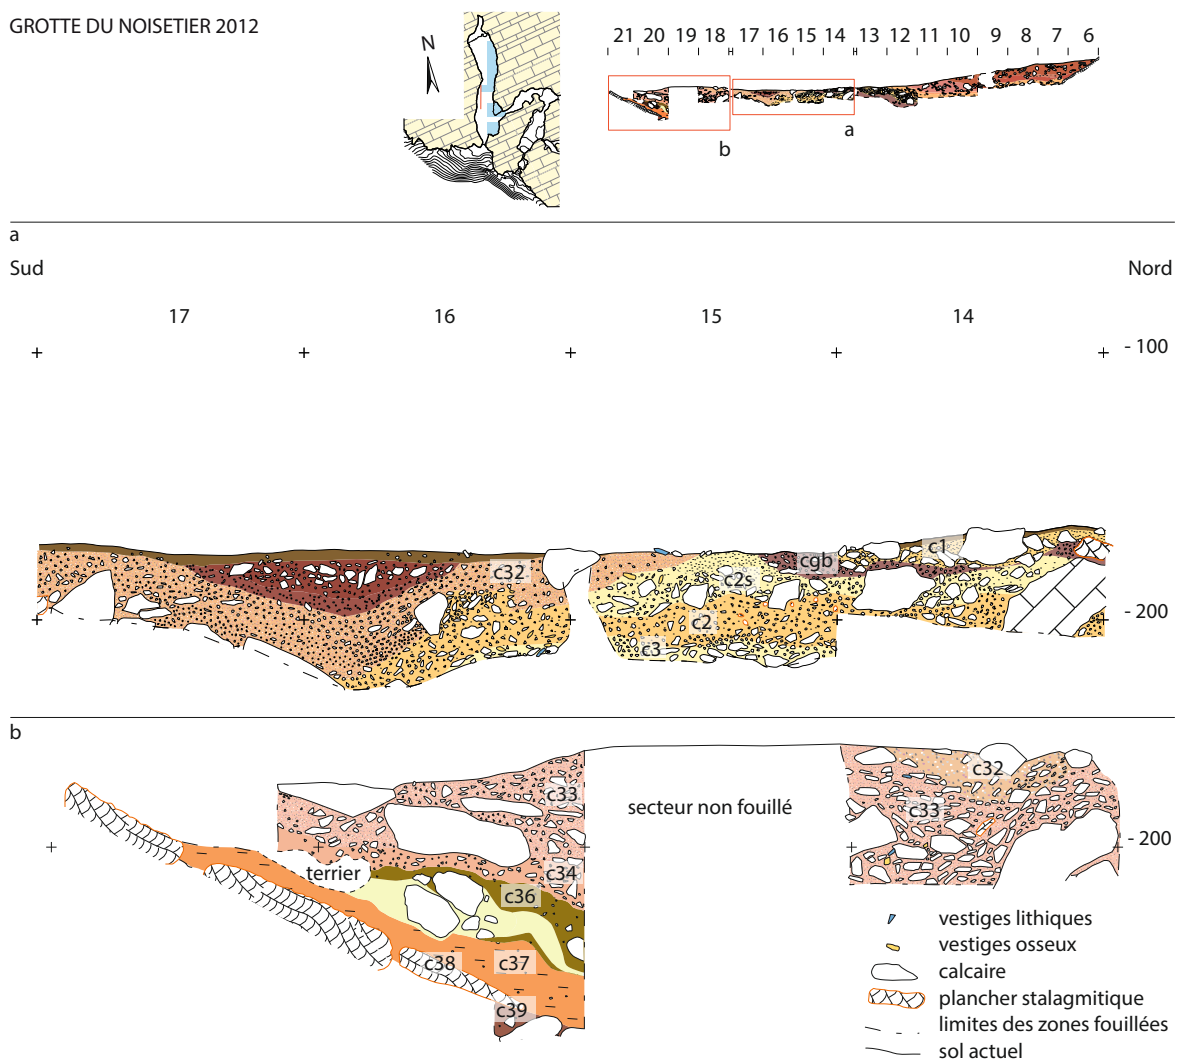 GROTTE DU NOISETIER 2012
N
21 20 19 18 17 16 15 14 13 12 11 10 9 8 7 6
a
b
a
Sud Nord
17 16 15 14
- 100
c1
cgb
c32
c2s
- 200
c2
c3
b
c32
c33
secteur non fouillé
c33
- 200
terrier
c34
c36
c38 c37
c39
vestiges lithiques
vestiges osseux
calcaire
plancher stalagmitique
limites des zones fouillées
sol actuel